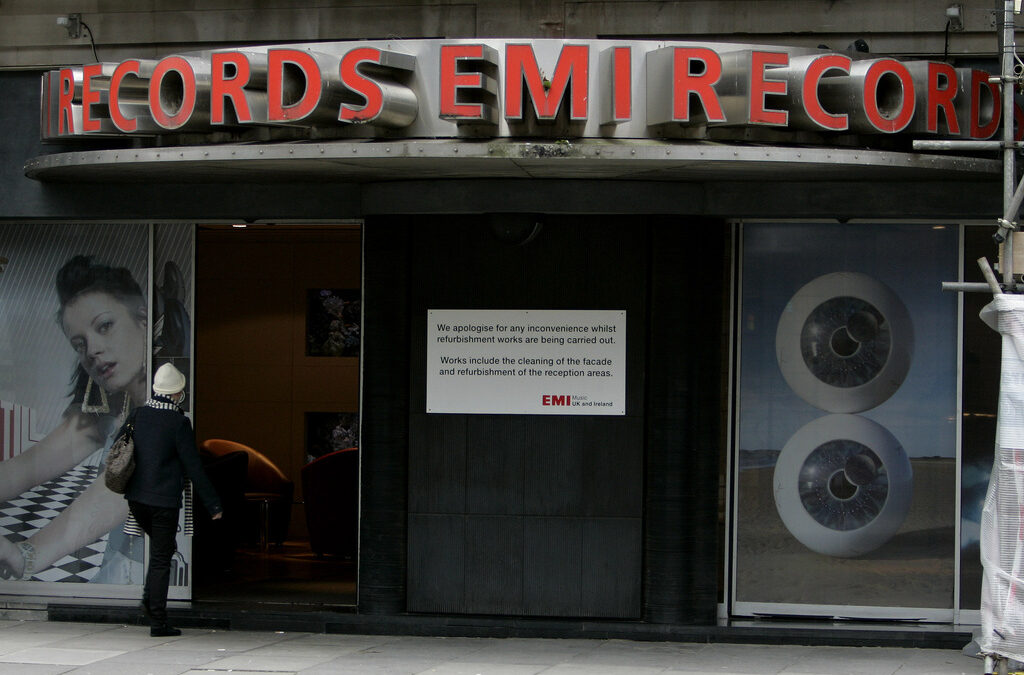 RECORDS EMI RECORDS
We apologise for any inconvenience whilst
refurbishment works are being carried out.
Works include the cleaning of the facade
and refurbishment of the reception areas.
EMI Music
UK and Ireland